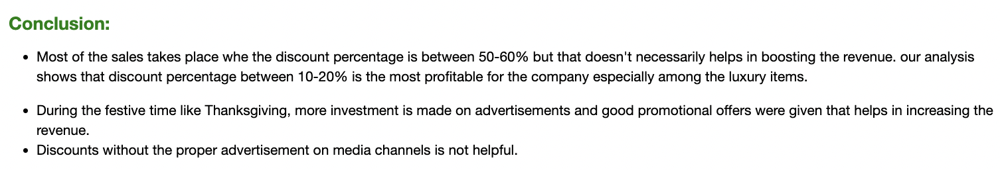 Conclusion:
• Most of the sales takes place whe the discount percentage is between 50-60% but that doesn't necessarily helps in boosting the revenue. our analysis
shows that discount percentage between 10-20% is the most profitable for the company especially among the luxury items.
• During the festive time like Thanksgiving, more investment is made on advertisements and good promotional offers were given that helps in increasing the
revenue.
• Discounts without the proper advertisement on media channels is not helpful.